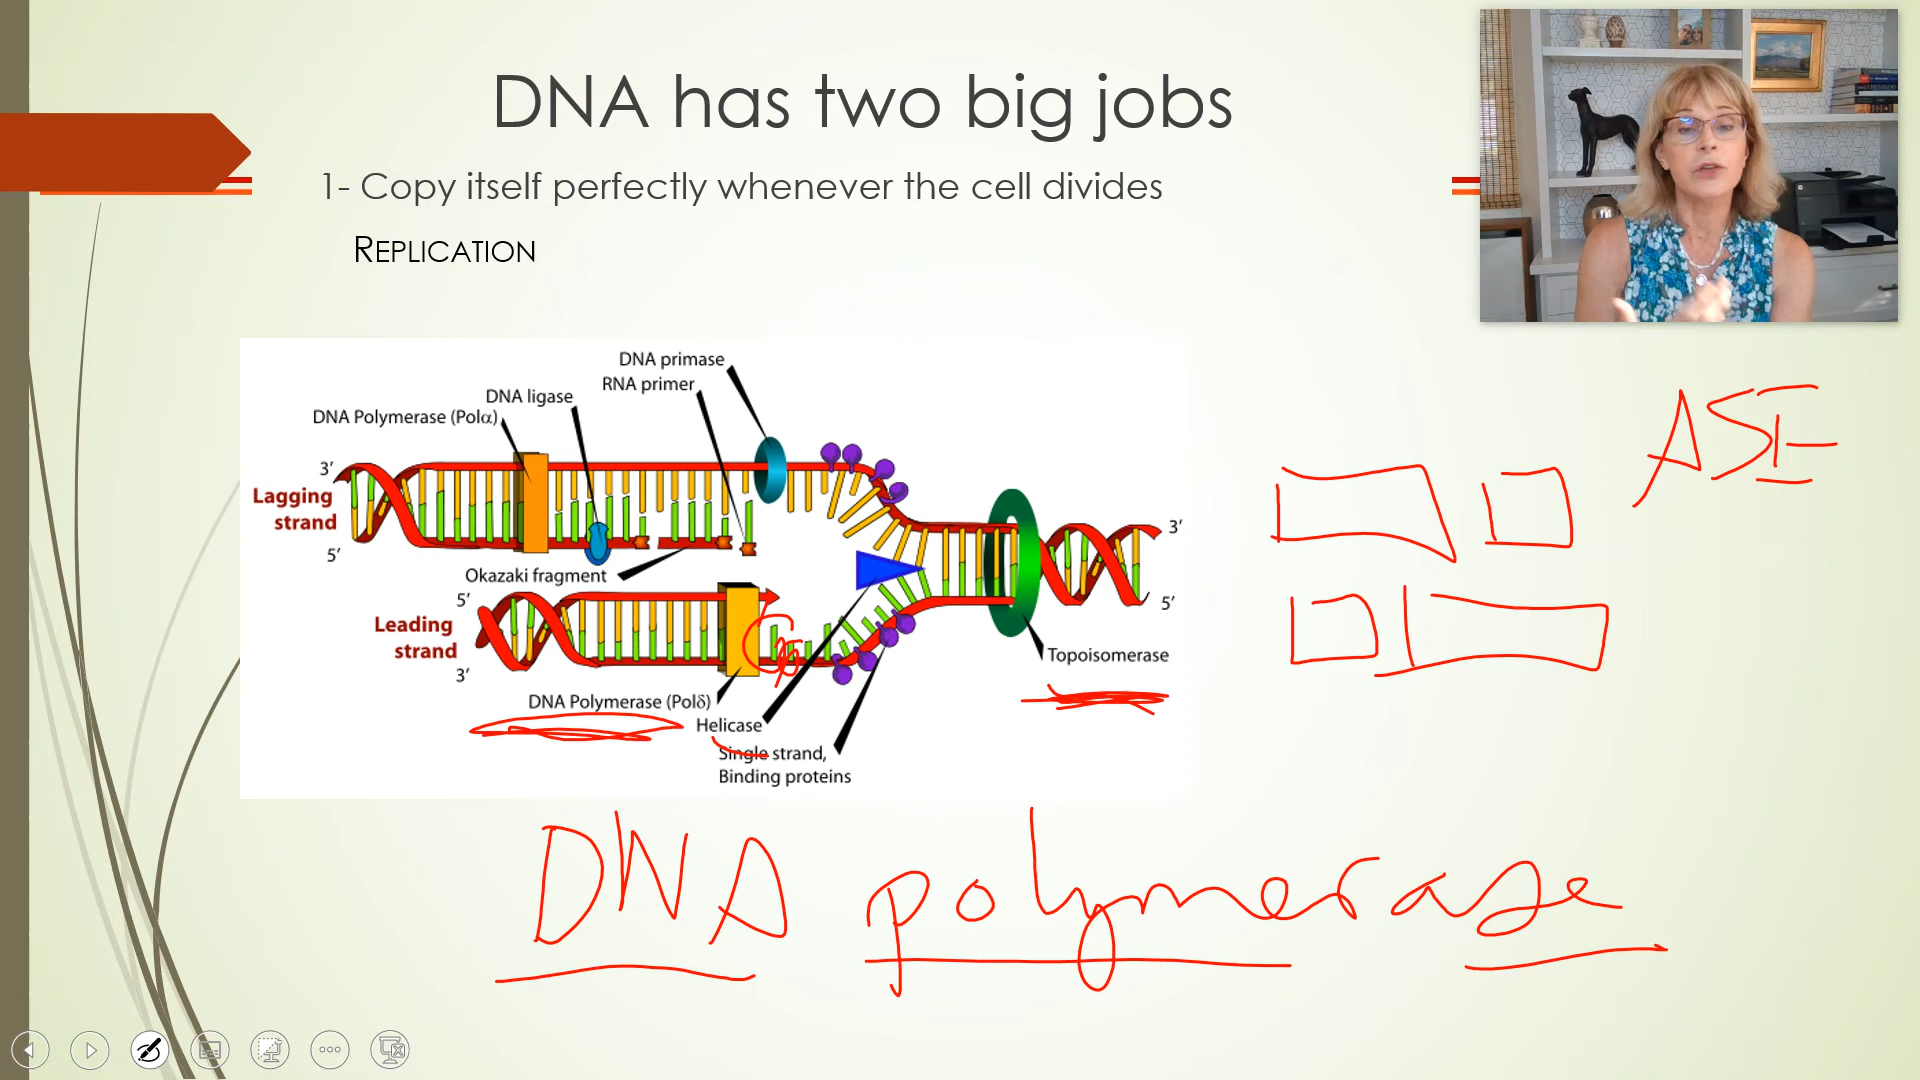 DNA has two big jobs
1- Copy itself perfectly whenever the cell divides
REPLICATION
DNA primase
RNA primer
DNA ligase
DNA Polymerase (Polα)
3’
Lagging
strand
5’
3’
5’
Okazaki fragment
5’
Leading
strand
3’
Topoisomerase
DNA Polymerase (Polδ)
Helicase
Single strand,
Binding proteins
ASE
DNA polymerase